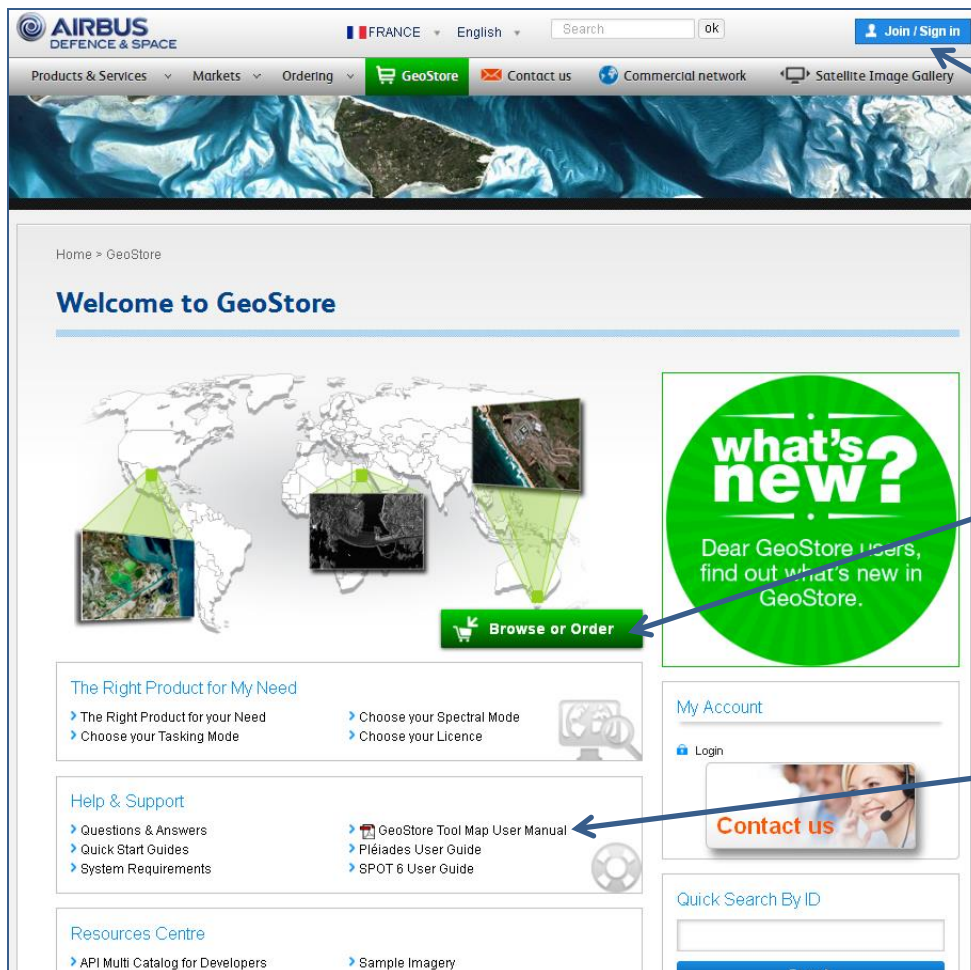 AIRBUS
DEFENCE & SPACE
FRANCE English Search ok Join / Sign in
Products & Services Markets Ordering GeoStore Contact us Commercial network Satellite Image Gallery
Home > GeoStore
Welcome to GeoStore
what's
new?
Dear GeoStore users,
find out what's new in
GeoStore.
Browse or Order
The Right Product for My Need
The Right Product for your Need
Choose your Tasking Mode
Choose your Spectral Mode
Choose your Licence
My Account
Login
Contact us
Help & Support
Questions & Answers
Quick Start Guides
System Requirements
GeoStore Tool Map User Manual
Pléiades User Guide
SPOT 6 User Guide
Quick Search By ID
Resources Centre
API Multi Catalog for Developers
Sample Imagery